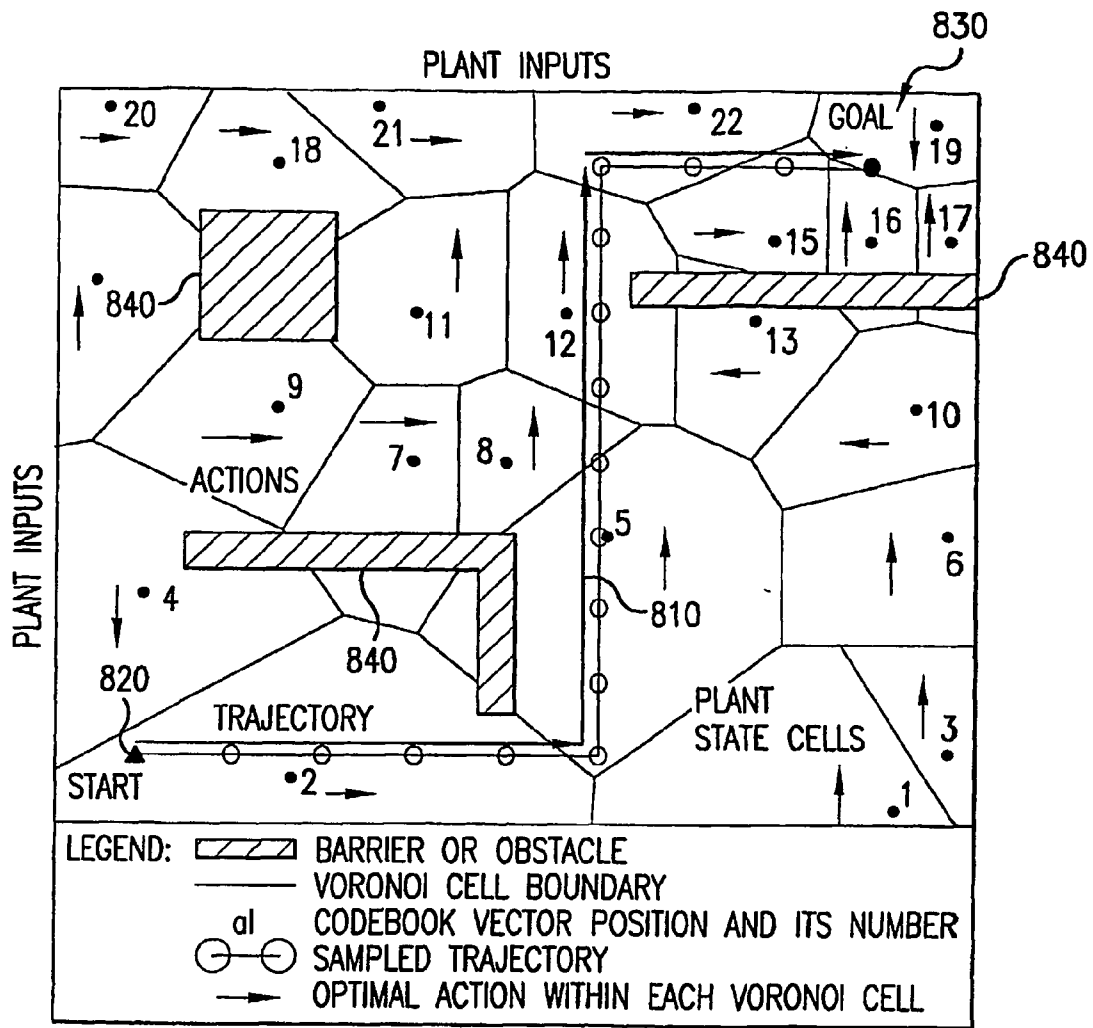 830
PLANT INPUTS
20
18
21
22
GOAL
19
15
16
17
840
840
11
12
13
9
10
7
8
ACTIONS
PLANT INPUTS
5
6
4
810
840
820
TRAJECTORY
PLANT
STATE CELLS
3
START
2
1
LEGEND:
BARRIER OR OBSTACLE
VORONOI CELL BOUNDARY
al CODEBOOK VECTOR POSITION AND ITS NUMBER
SAMPLED TRAJECTORY
OPTIMAL ACTION WITHIN EACH VORONOI CELL